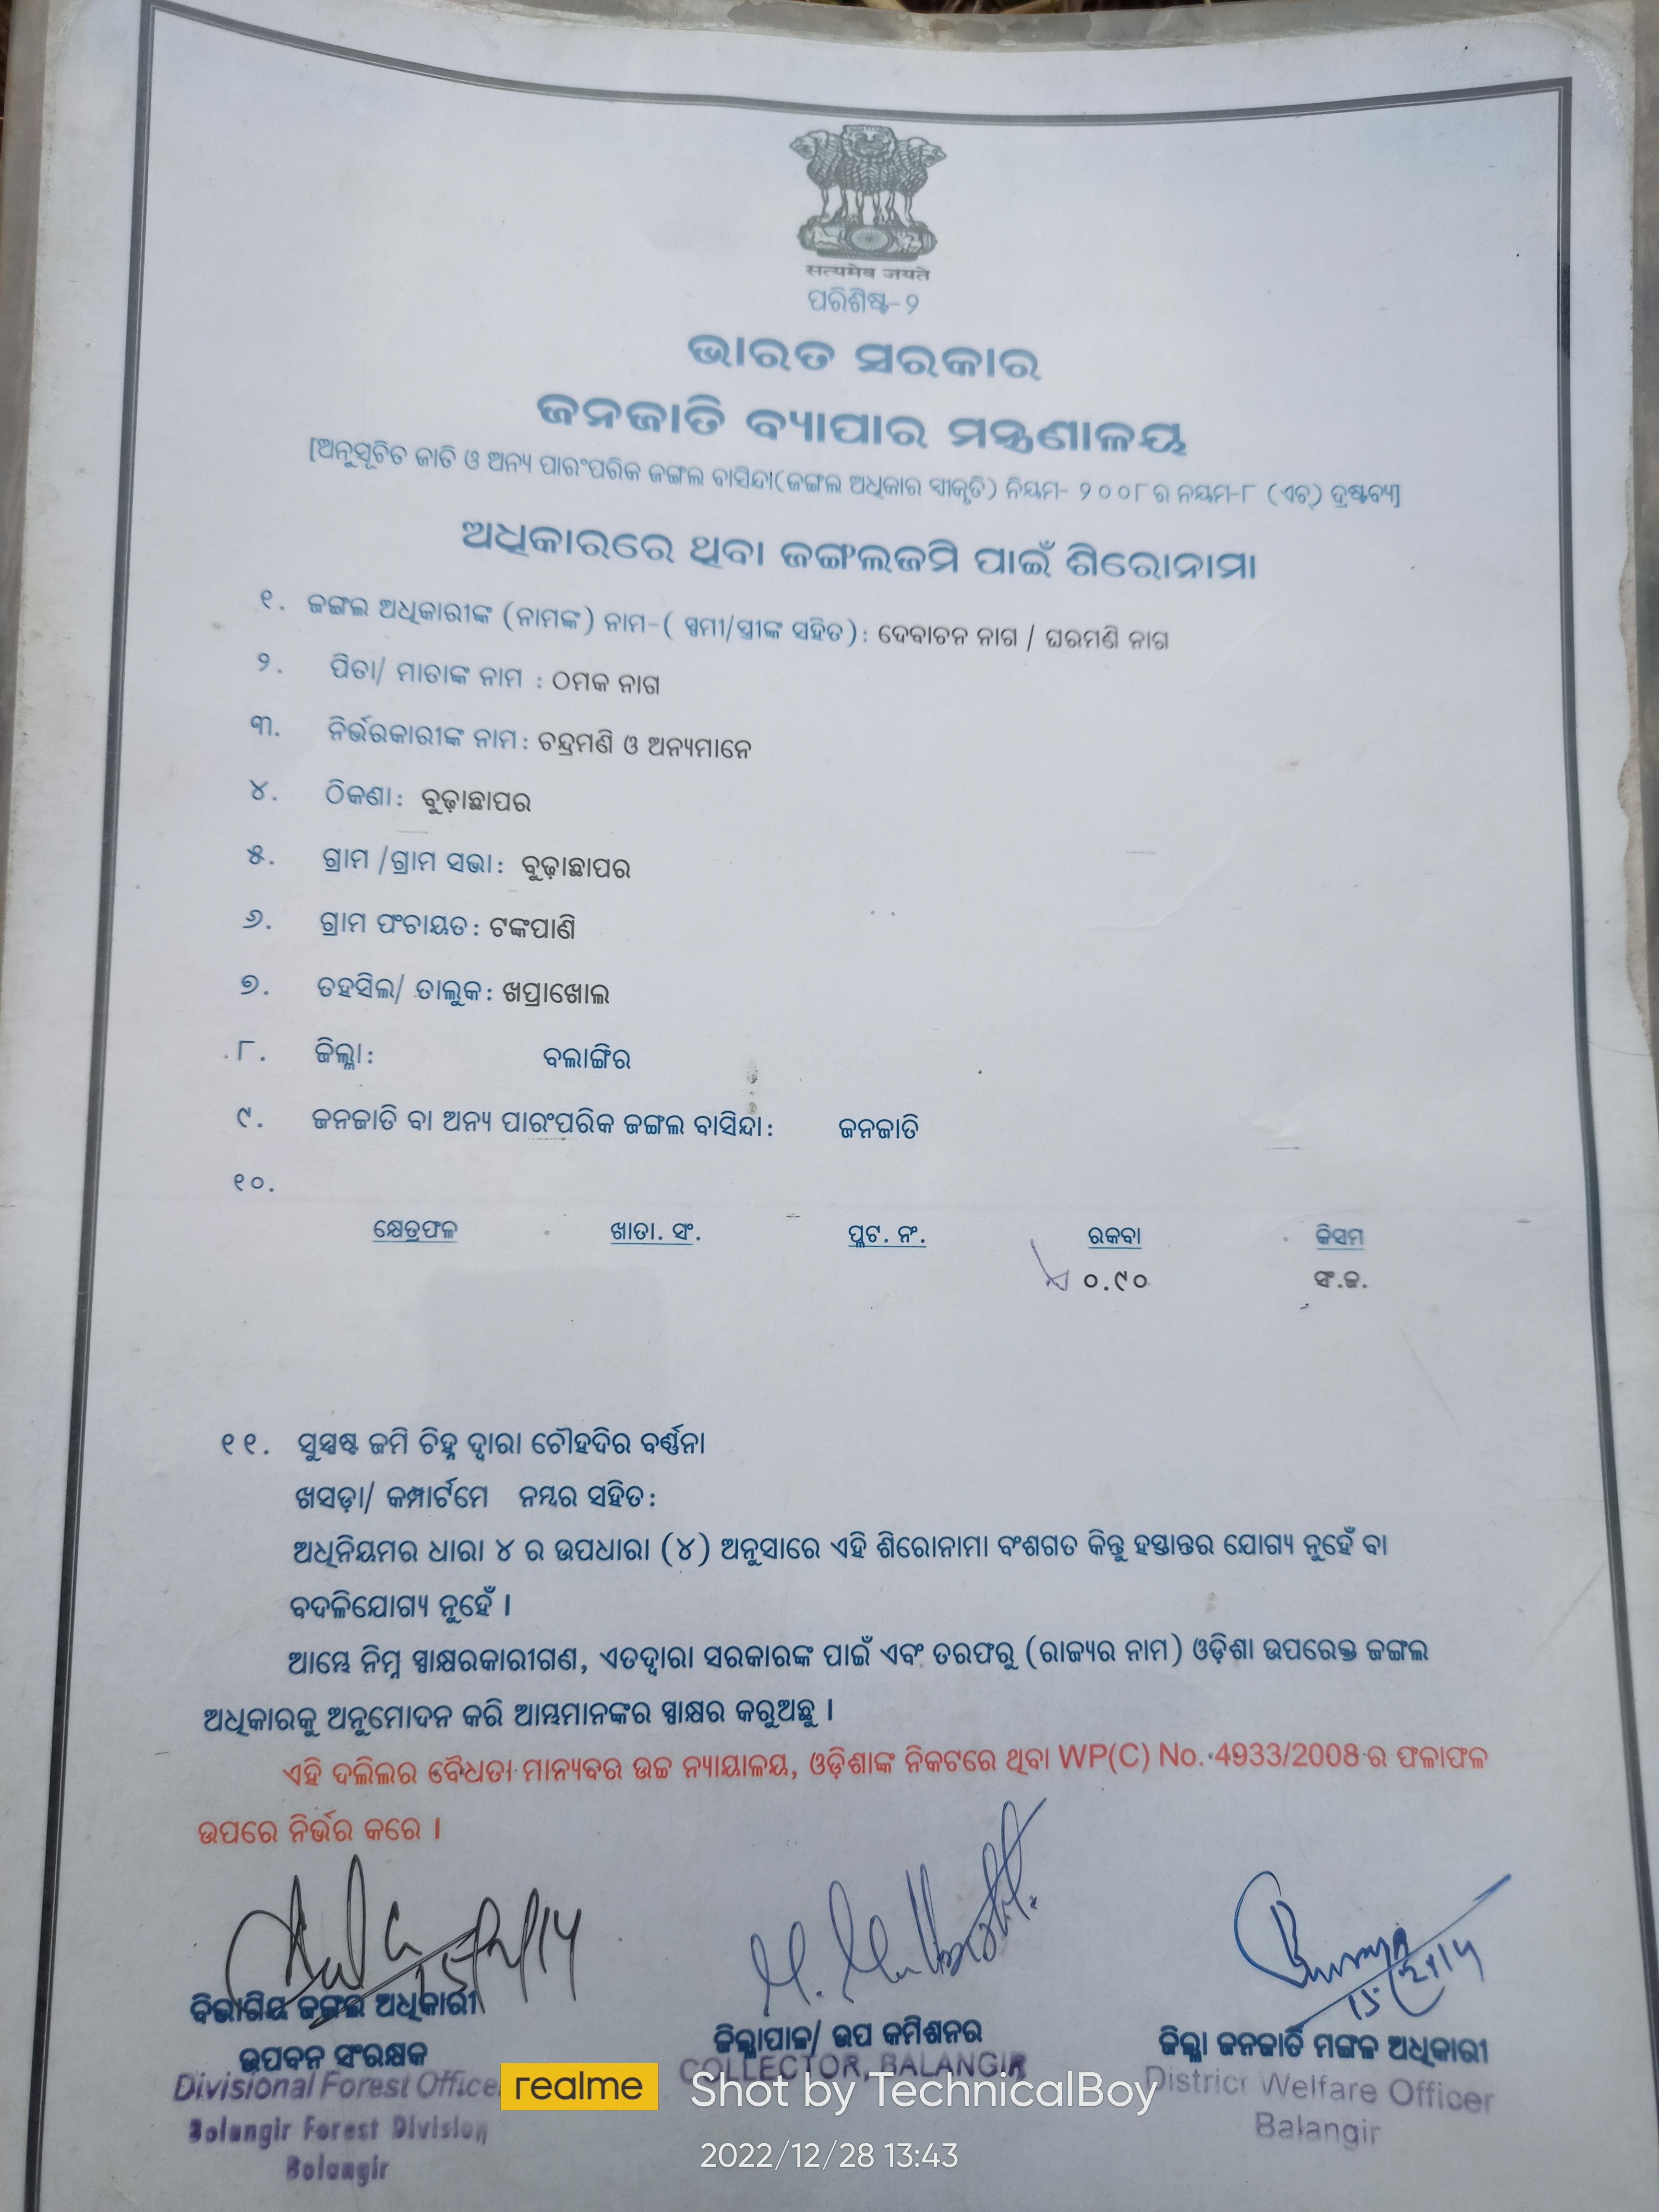 सत्यमेव जयते
ପରିଶିଷ୍ଟ-୨
ଭାରତ ସରକାର
ଜନଜାତି ବ୍ୟାପାର ମନ୍ତ୍ରଣାଳୟ
[ଅନୁସୂଚିତ ଜାତି ଓ ଅନ୍ୟ ପାରଂପରିକ ଜଙ୍ଗଲ ବାସିନ୍ଦା(ଜଙ୍ଗଲ ଅଧିକାର ସ୍ୱୀକୃତି) ନିୟମ- ୨୦୦୮ର ନୟମ-୮ (ଏଚ୍) ଦ୍ରଷ୍ଟବ୍ୟ]
ଅଧିକାରରେ ଥିବା ଜଙ୍ଗଲଜମି ପାଇଁ ଶିରୋନାମା
୧. ଜଙ୍ଗଲ ଅଧିକାରୀଙ୍କ (ନାମଙ୍କ) ନାମ-( ସ୍ୱମୀ/ସ୍ତ୍ରୀଙ୍କ ସହିତ): ଦେବାଚନ ନାଗ / ଘରମଣି ନାଗ
୨. ପିତା/ ମାତାଙ୍କ ନାମ : ଠମକ ନାଗ
୩. ନିର୍ଭରକାରୀଙ୍କ ନାମ: ଚନ୍ଦ୍ରମଣି ଓ ଅନ୍ୟମାନେ
୪. ଠିକଣା: ବୁଢ଼ାଛାପର
୫. ଗ୍ରାମ /ଗ୍ରାମ ସଭା: ବୁଢ଼ାଛାପର
୬. ଗ୍ରାମ ପଂଚାୟତ: ଟଙ୍କପାଣି
୭. ତହସିଲ/ ତାଲୁକ: ଖପ୍ରାଖୋଲ
୮. ଜିଲ୍ଲା: ବଲାଙ୍ଗିର
୯. ଜନଜାତି ବା ଅନ୍ୟ ପାରଂପରିକ ଜଙ୍ଗଲ ବାସିନ୍ଦା: ଜନଜାତି
୧୦.
କ୍ଷେତ୍ରଫଳ ଖାତା. ସଂ. ପ୍ଲଟ. ନଂ. ରକବା କିସମ
ଏ ୦.୯୦ ସଂ.ଜ.
୧୧. ସୁସ୍ପଷ୍ଟ ଜମି ଚିହ୍ନ ଦ୍ୱାରା ଚୌହଦିର ବର୍ଣ୍ଣନା
ଖସଡ଼ା/ କମ୍ପାର୍ଟମେ ନମ୍ବର ସହିତ:
ଅଧିନିୟମର ଧାରା ୪ ର ଉପଧାରା (୪) ଅନୁସାରେ ଏହି ଶିରୋନାମା ବଂଶଗତ କିନ୍ତୁ ହସ୍ତାନ୍ତର ଯୋଗ୍ୟ ନୁହେଁ ବା
ବଦଳିଯୋଗ୍ୟ ନୁହେଁ ।
ଆମ୍ଭେ ନିମ୍ନ ସ୍ୱାକ୍ଷରକାରୀଗଣ, ଏତଦ୍ୱାରା ସରକାରଙ୍କ ପାଇଁ ଏବଂ ତରଫରୁ (ରାଜ୍ୟର ନାମ) ଓଡ଼ିଶା ଉପରେକ୍ତ ଜଙ୍ଗଲ
ଅଧିକାରକୁ ଅନୁମୋଦନ କରି ଆମ୍ଭମାନଙ୍କର ସ୍ୱାକ୍ଷର କରୁଅଛୁ ।
ଏହି ଦଲିଲର ବୈଧତା ମାନ୍ୟବର ଉଚ୍ଚ ନ୍ୟାୟାଳୟ, ଓଡ଼ିଶାଙ୍କ ନିକଟରେ ଥିବା WP(C) No. 4933/2008 ର ଫଳାଫଳ
ଉପରେ ନିର୍ଭର କରେ ।
ବିଭାଗିୟ ଜଙ୍ଗଲ ଅଧିକାରୀ
ଉପବନ ସଂରକ୍ଷକ
Divisional Forest Office
Bolangir Forest Division
Bolangir
ଜିଲ୍ଲାପାଳ/ ଉପ କମିଶନର
COLLECTOR, BALANGIR
ଜିଲ୍ଲା ଜନଜାତି ମଙ୍ଗଳ ଅଧିକାରୀ
District Welfare Officer
Balangir
realme Shot by TechnicalBoy
2022/12/28 13:43